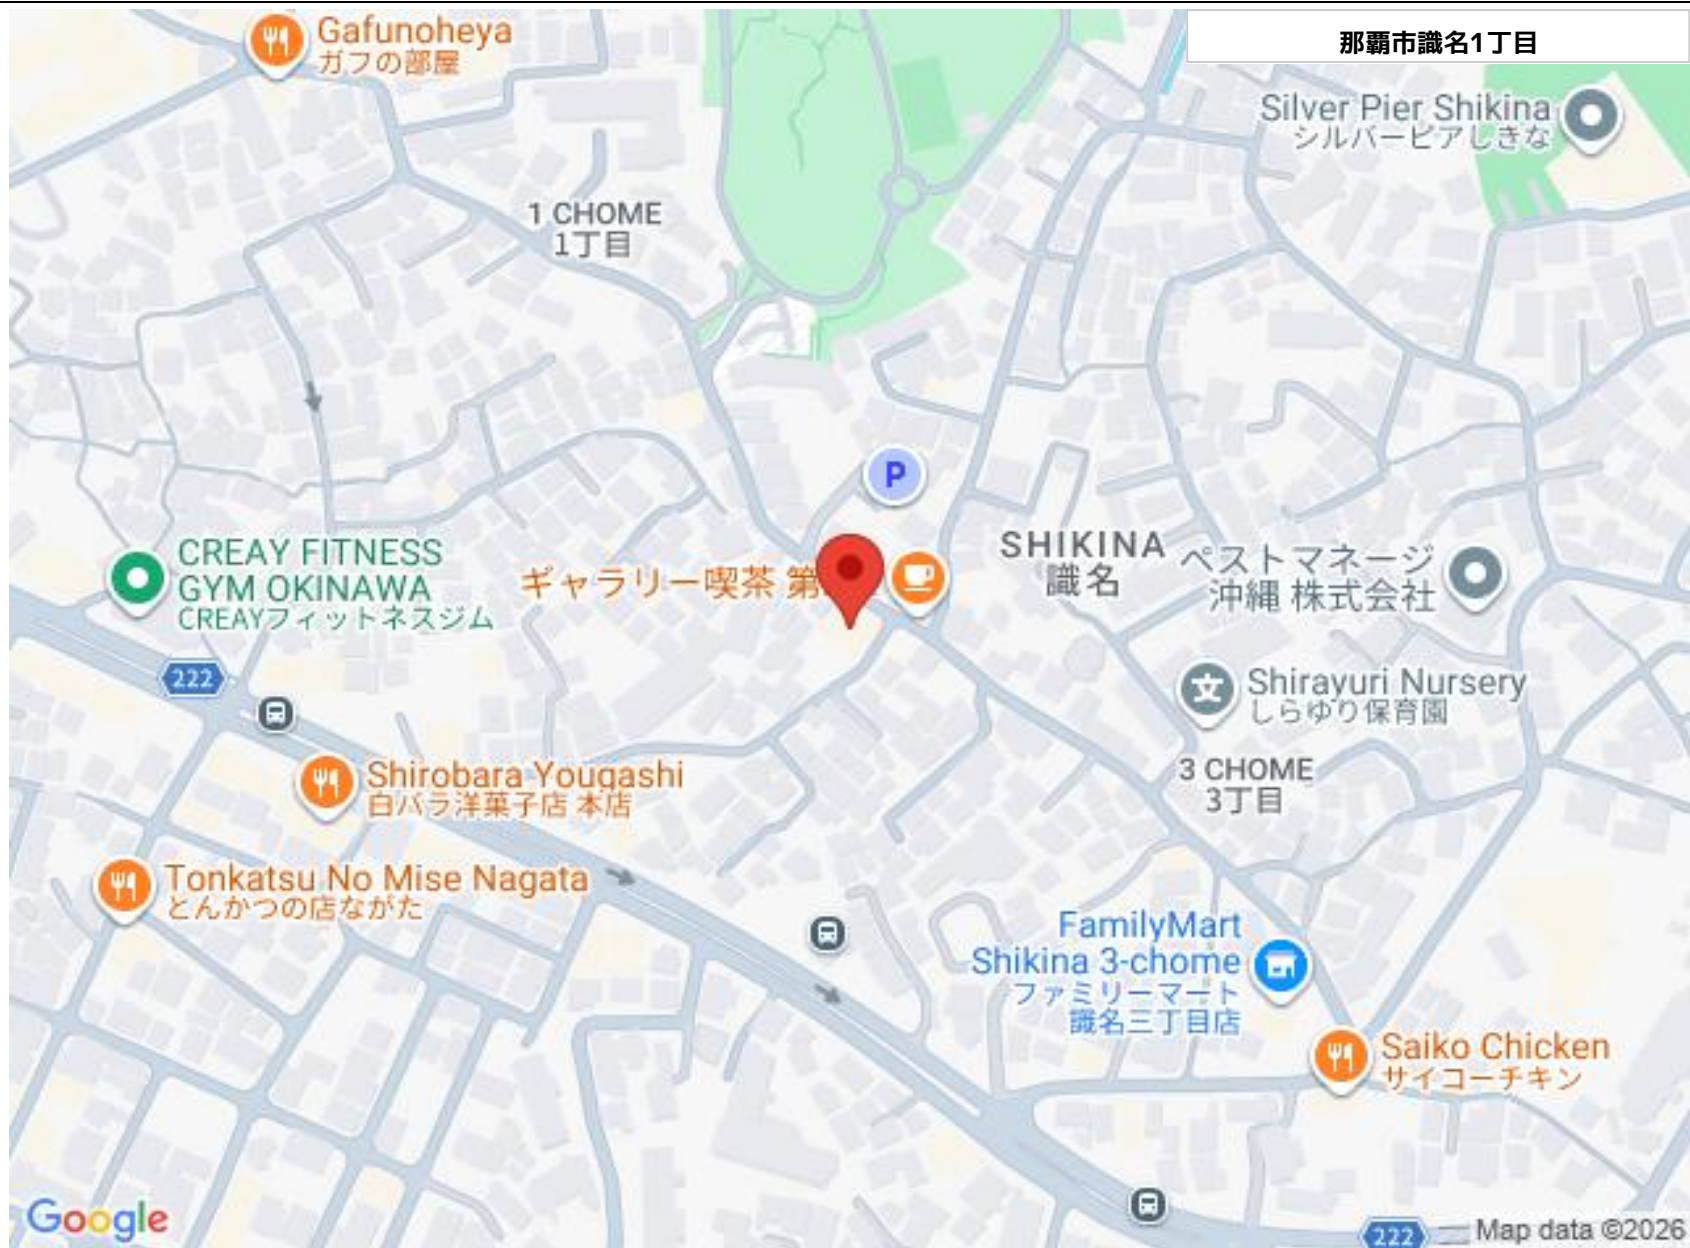 Gafunoheya
ガフの部屋
那覇市識名1丁目
Silver Pier Shikina
シルバーピアしきな
1 CHOME
1丁目
P
SHIKINA
識名
ペストマネージ
沖縄 株式会社
CREAY FITNESS
GYM OKINAWA
CREAYフィットネスジム
ギャラリー喫茶 第
222
文
Shirayuri Nursery
しらゆり保育園
Shirobara Yougashi
白バラ洋菓子店 本店
3 CHOME
3丁目
Tonkatsu No Mise Nagata
とんかつの店ながた
FamilyMart
Shikina 3-chome
ファミリーマート
識名三丁目店
Saiko Chicken
サイコーチキン
Google
222
Map data ©2026